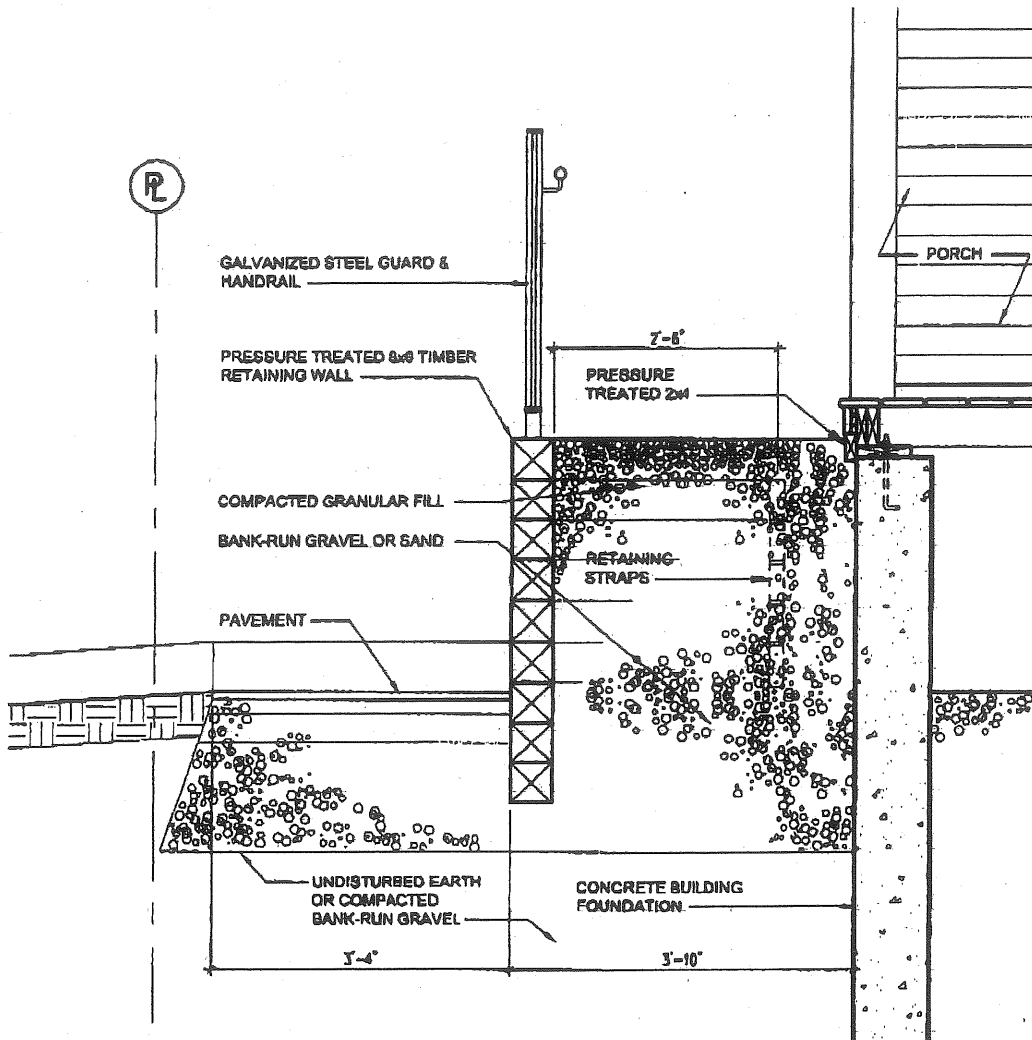 PL
GALVANIZED STEEL GUARD &
HANDRAIL
PORCH
2'-6"
PRESSURE TREATED 6x6 TIMBER
RETAINING WALL
PRESSURE
TREATED 2x4
COMPACTED GRANULAR FILL
BANK-RUN GRAVEL OR SAND
RETAINING
STRAPS
PAVEMENT
UNDISTURBED EARTH
OR COMPACTED
BANK-RUN GRAVEL
CONCRETE BUILDING
FOUNDATION
3'-4"
3'-10"